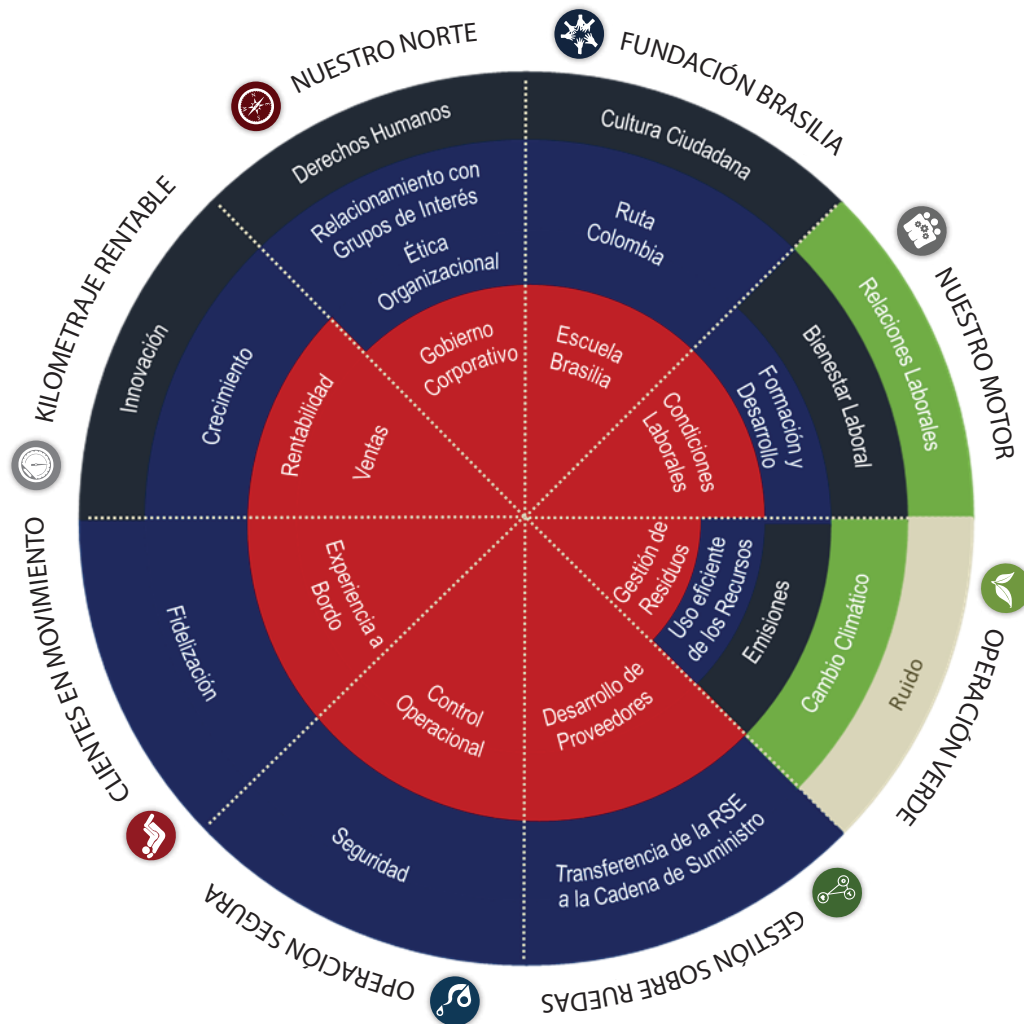 NUESTRO NORTE
Derechos Humanos
Relacionamiento con
Grupos de Interés
Ética
Organizacional
Gobierno
Corporativo
FUNDACIÓN BRASILIA
Cultura Ciudadana
Ruta
Colombia
Escuela
Brasilia
NUESTRO MOTOR
Relaciones Laborales
Bienestar Laboral
Formación y
Desarrollo
Condiciones
Laborales
OPERACIÓN VERDE
Ruido
Cambio Climático
Emisiones
Uso eficiente
de los Recursos
Gestión de
Residuos
GESTIÓN SOBRE RUEDAS
Desarrollo de
Proveedores
Transferencia de la RSE
a la Cadena de Suministro
OPERACIÓN SEGURA
Control
Operacional
Seguridad
CLIENTES EN MOVIMIENTO
Experiencia a
Bordo
Fidelización
KILOMETRAJE RENTABLE
Innovación
Crecimiento
Rentabilidad
Ventas